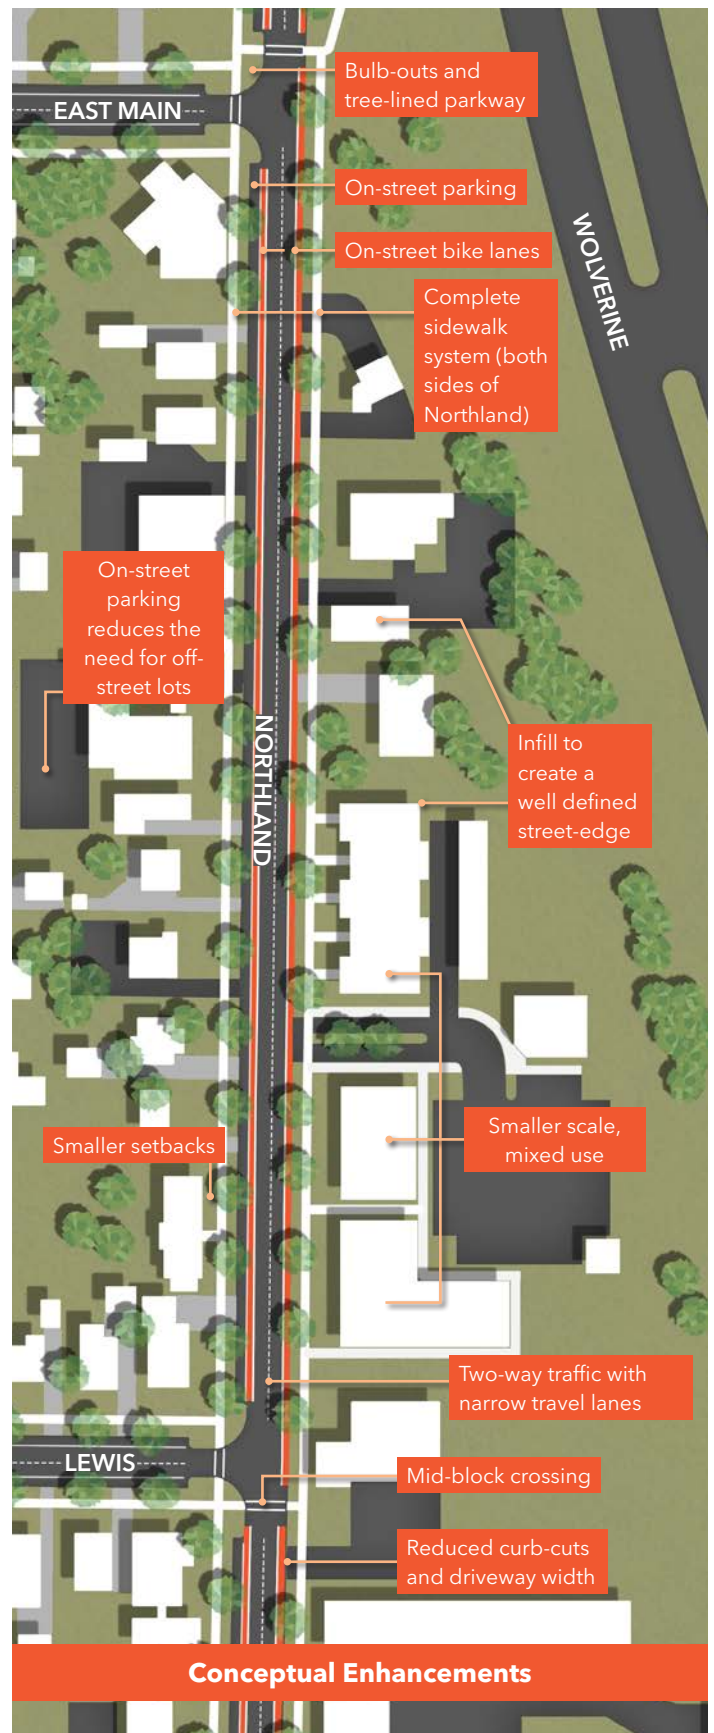 Bulb-outs and
tree-lined parkway
EAST MAIN
On-street parking
WOLVERINE
On-street bike lanes
Complete
sidewalk
system (both
sides of
Northland)
On-street
parking
reduces the
need for off-
street lots
NORTHLAND
Infill to
create a
well defined
street-edge
Smaller scale,
mixed use
Smaller setbacks
Two-way traffic with
narrow travel lanes
LEWIS
Mid-block crossing
Reduced curb-cuts
and driveway width
Conceptual Enhancements